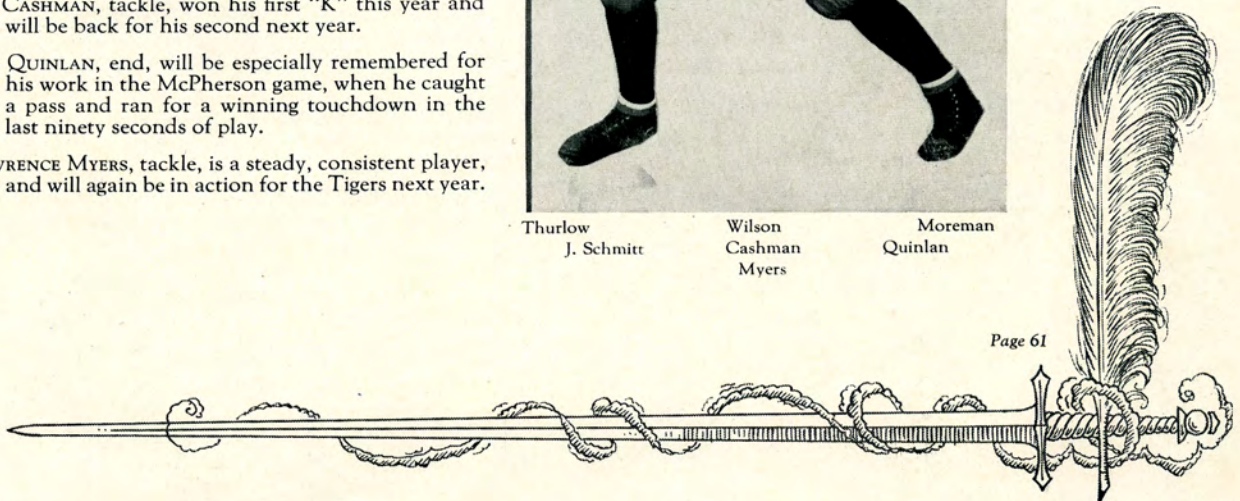 CASHMAN, tackle, won his first "K" this year and
will be back for his second next year.
QUINLAN, end, will be especially remembered for
his work in the McPherson game, when he caught
a pass and ran for a winning touchdown in the
last ninety seconds of play.
MYERS, tackle, is a steady, consistent player,
and will again be in action for the Tigers next year.
Thurlow Wilson Moreman
J. Schmitt Cashman Quinlan
Myers
Page 61